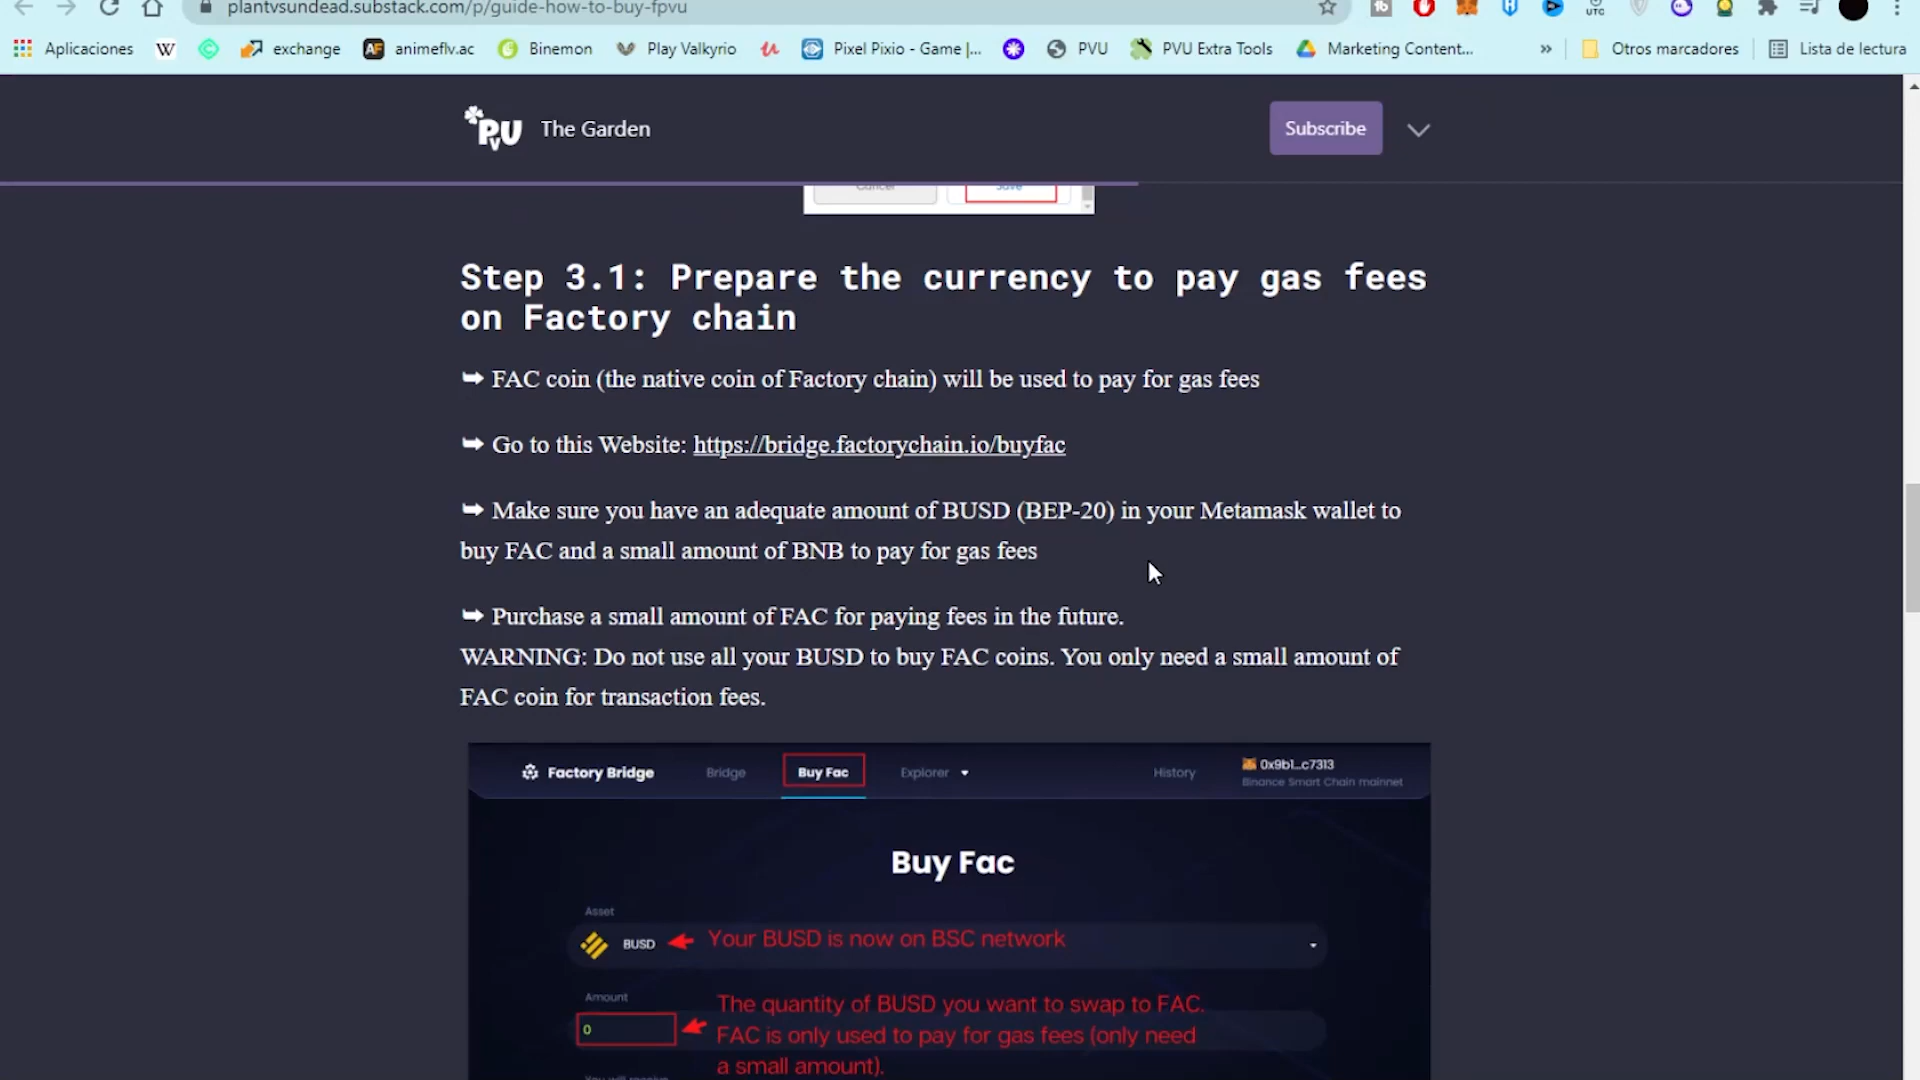 plantvsundead.substack.com/p/guide-how-to-buy-fpvu
Aplicaciones W exchange AF animeflv.ac Binemon Play Valkyrio Pixel Pixio - Game |... PVU PVU Extra Tools Marketing Content... » Otros marcadores Lista de lectura
PvU The Garden Subscribe
Cancel Save
Step 3.1: Prepare the currency to pay gas fees
on Factory chain
➥ FAC coin (the native coin of Factory chain) will be used to pay for gas fees
➥ Go to this Website: https://bridge.factorychain.io/buyfac
➥ Make sure you have an adequate amount of BUSD (BEP-20) in your Metamask wallet to
buy FAC and a small amount of BNB to pay for gas fees
➥ Purchase a small amount of FAC for paying fees in the future.
WARNING: Do not use all your BUSD to buy FAC coins. You only need a small amount of
FAC coin for transaction fees.
Factory Bridge Bridge Buy Fac Explorer History 0x9b1...c7313
Binance Smart Chain mainnet
Buy Fac
Asset
BUSD Your BUSD is now on BSC network
Amount
0
The quantity of BUSD you want to swap to FAC.
FAC is only used to pay for gas fees (only need
a small amount).
You will receive